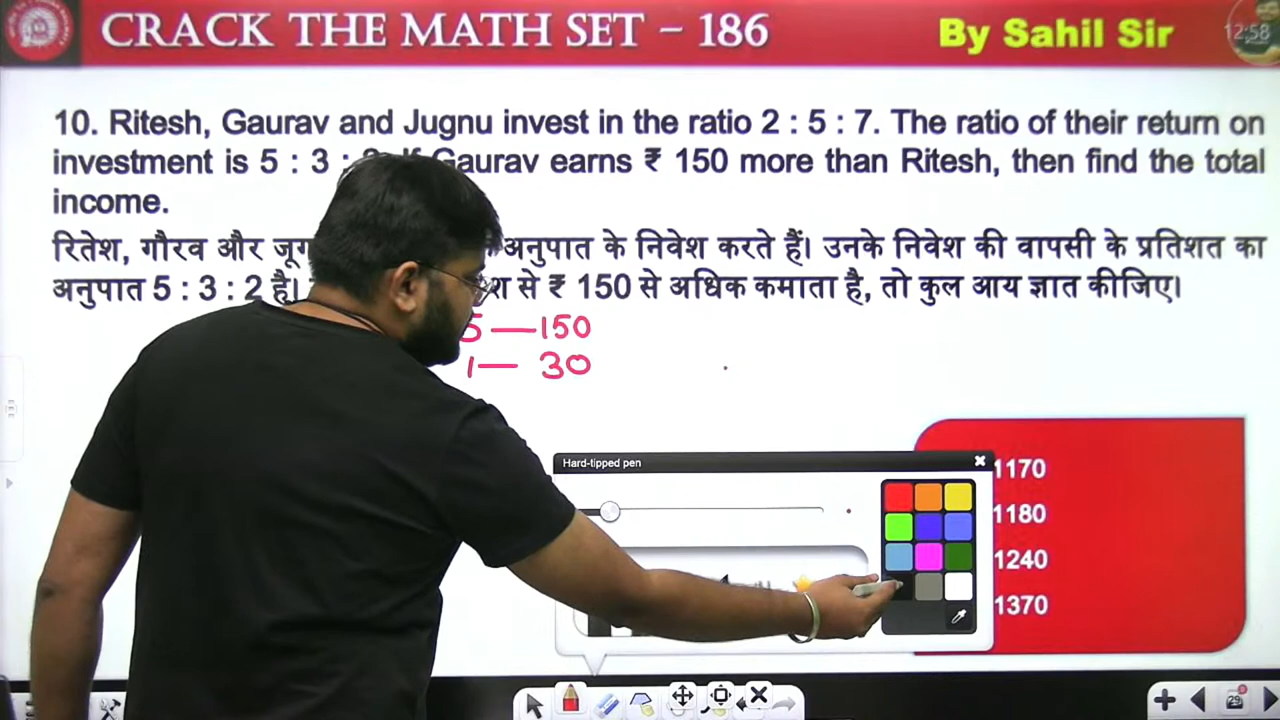 CRACK THE MATH SET – 186
By Sahil Sir
12:58
10. Ritesh, Gaurav and Jugnu invest in the ratio 2 : 5 : 7. The ratio of their return on
investment is 5 : 3 : Gaurav earns ₹ 150 more than Ritesh, then find the total
income.
रितेश, गौरव और अनुपात के निवेश करते हैं। उनके निवेश की वापसी के प्रतिशत का
अनुपात 5 : 3 : 2 है। से ₹ 150 से अधिक कमाता है, तो कुल आय ज्ञात कीजिए।
5 — 150
1 — 30
Hard-tipped pen
1170
1180
1240
1370
29